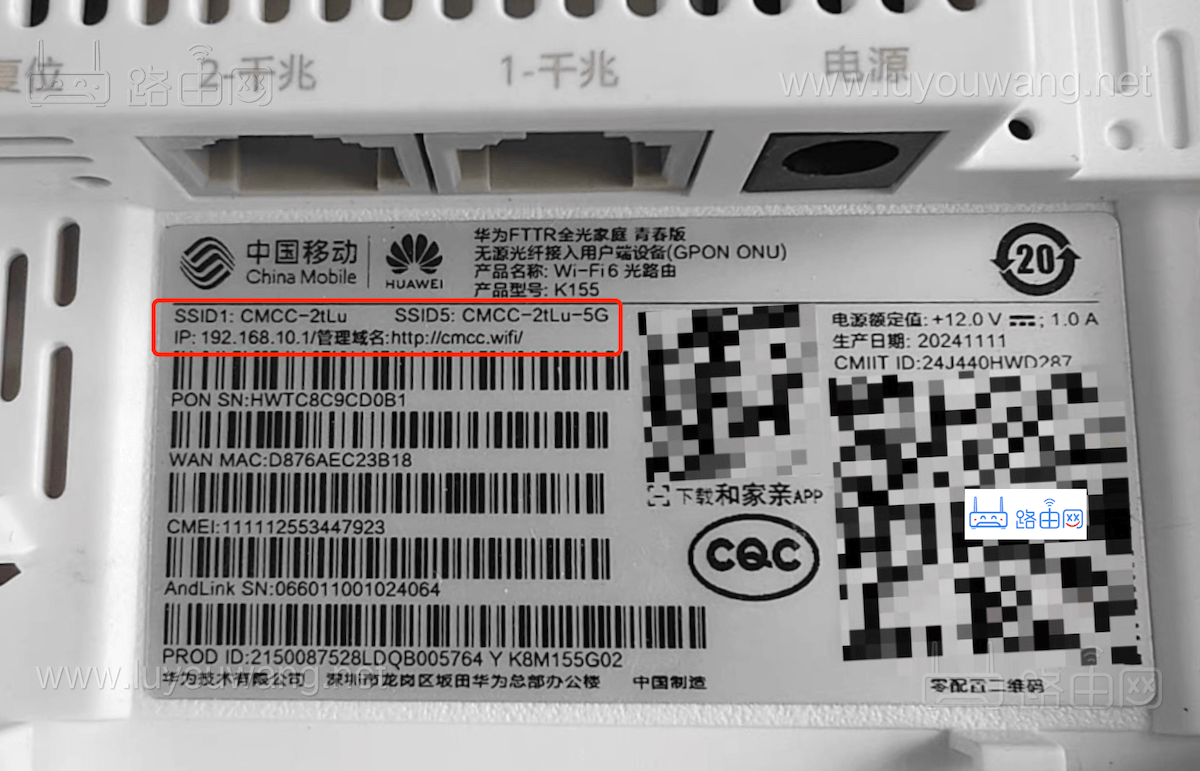 复位 2-千兆 1-千兆 电源
路由网
www.luyouwang.net
中国移动
China Mobile
HUAWEI
华为FTTR全光家庭 青春版
无源光纤接入用户端设备(GPON ONU)
产品名称: Wi-Fi 6 光路由
产品型号: K155
20
SSID1: CMCC-2tLu SSID5: CMCC-2tLu-5G
IP: 192.168.10.1/管理域名:http://cmcc.wifi/
电源额定值: +12.0 V ; 1.0 A
生产日期: 20241111
CMIIT ID:24J440HWD287
PON SN:HWTC8C9CD0B1
WAN MAC:D876AEC23B18
下载和家亲APP
路由网
CMEI:111112553447923
CQC
AndLink SN:066011001024064
PROD ID:2150087528LDQB005764 Y K8M155G02
www.luyouwang.net
华为技术有限公司 深圳市龙岗区坂田华为总部办公楼 中国制造
零配置二维码
路由网